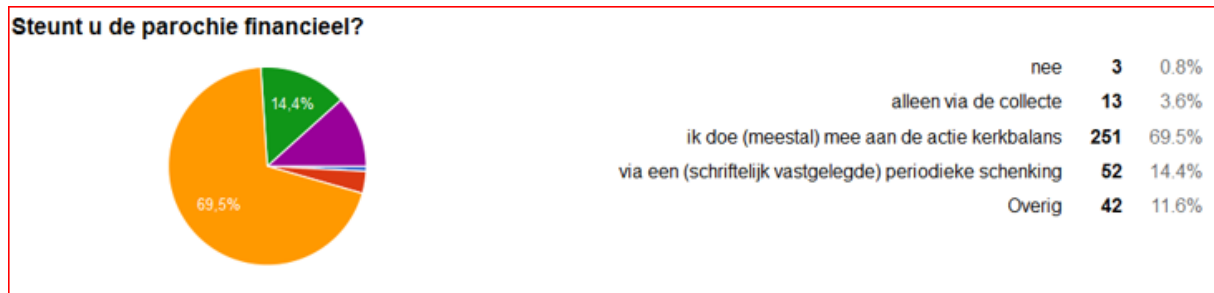 Steunt u de parochie financieel?
14,4%
69,5%
nee 3 0.8%
alleen via de collecte 13 3.6%
ik doe (meestal) mee aan de actie kerkbalans 251 69.5%
via een (schriftelijk vastgelegde) periodieke schenking 52 14.4%
Overig 42 11.6%